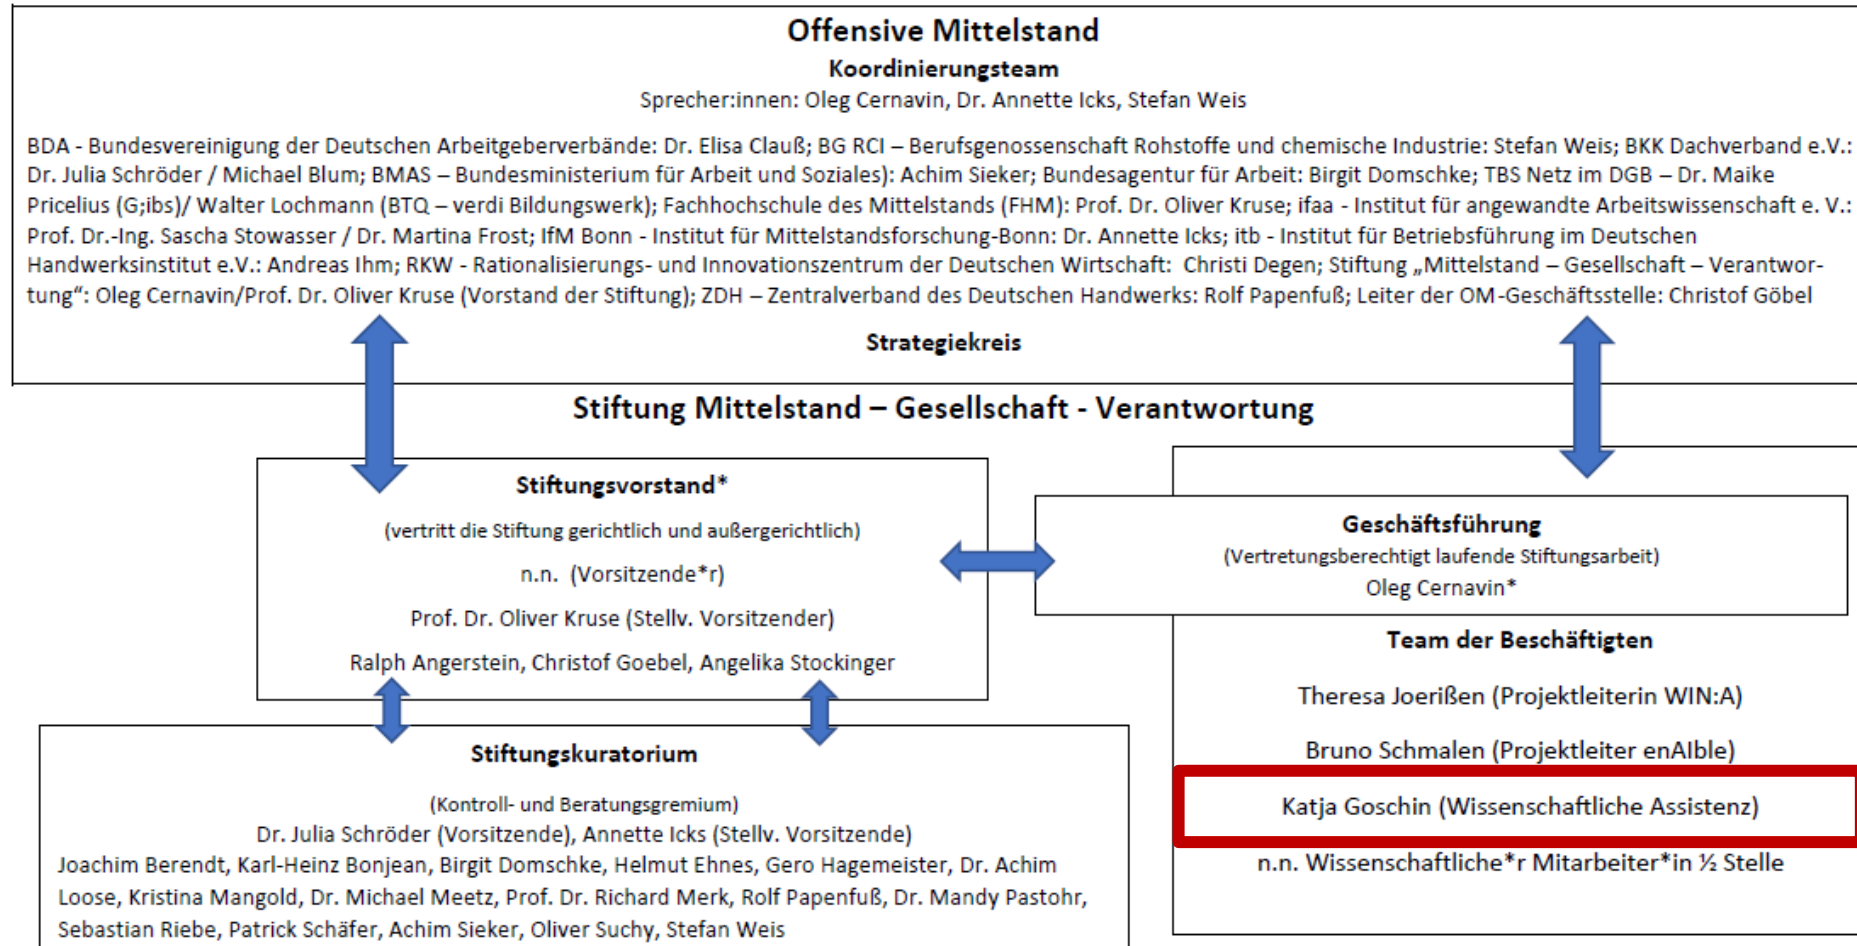 Offensive Mittelstand
Koordinierungsteam
Sprecher:innen: Oleg Cernavin, Dr. Annette Icks, Stefan Weis
BDA - Bundesvereinigung der Deutschen Arbeitgeberverbände: Dr. Elisa Clauß; BG RCI – Berufsgenossenschaft Rohstoffe und chemische Industrie: Stefan Weis; BKK Dachverband e.V.:
Dr. Julia Schröder / Michael Blum; BMAS – Bundesministerium für Arbeit und Soziales): Achim Sieker; Bundesagentur für Arbeit: Birgit Domschke; TBS Netz im DGB – Dr. Maike
Pricelius (G;ibs)/ Walter Lochmann (BTQ – verdi Bildungswerk); Fachhochschule des Mittelstands (FHM): Prof. Dr. Oliver Kruse; ifaa - Institut für angewandte Arbeitswissenschaft e. V.:
Prof. Dr.-Ing. Sascha Stowasser / Dr. Martina Frost; IfM Bonn - Institut für Mittelstandsforschung-Bonn: Dr. Annette Icks; itb - Institut für Betriebsführung im Deutschen
Handwerksinstitut e.V.: Andreas Ihm; RKW - Rationalisierungs- und Innovationszentrum der Deutschen Wirtschaft: Christi Degen; Stiftung „Mittelstand – Gesellschaft – Verantwor-
tung“: Oleg Cernavin/Prof. Dr. Oliver Kruse (Vorstand der Stiftung); ZDH – Zentralverband des Deutschen Handwerks: Rolf Papenfuß; Leiter der OM-Geschäftsstelle: Christof Göbel
Strategiekreis
Stiftung Mittelstand – Gesellschaft - Verantwortung
Stiftungsvorstand*
(vertritt die Stiftung gerichtlich und außergerichtlich)
n.n. (Vorsitzende*r)
Prof. Dr. Oliver Kruse (Stellv. Vorsitzender)
Ralph Angerstein, Christof Goebel, Angelika Stockinger
Geschäftsführung
(Vertretungsberechtigt laufende Stiftungsarbeit)
Oleg Cernavin*
Team der Beschäftigten
Theresa Joerißen (Projektleiterin WIN:A)
Bruno Schmalen (Projektleiter enAIble)
Katja Goschin (Wissenschaftliche Assistenz)
n.n. Wissenschaftliche*r Mitarbeiter*in ½ Stelle
Stiftungskuratorium
(Kontroll- und Beratungsgremium)
Dr. Julia Schröder (Vorsitzende), Annette Icks (Stellv. Vorsitzende)
Joachim Berendt, Karl-Heinz Bonjean, Birgit Domschke, Helmut Ehnes, Gero Hagemeister, Dr. Achim
Loose, Kristina Mangold, Dr. Michael Meetz, Prof. Dr. Richard Merk, Rolf Papenfuß, Dr. Mandy Pastohr,
Sebastian Riebe, Patrick Schäfer, Achim Sieker, Oliver Suchy, Stefan Weis